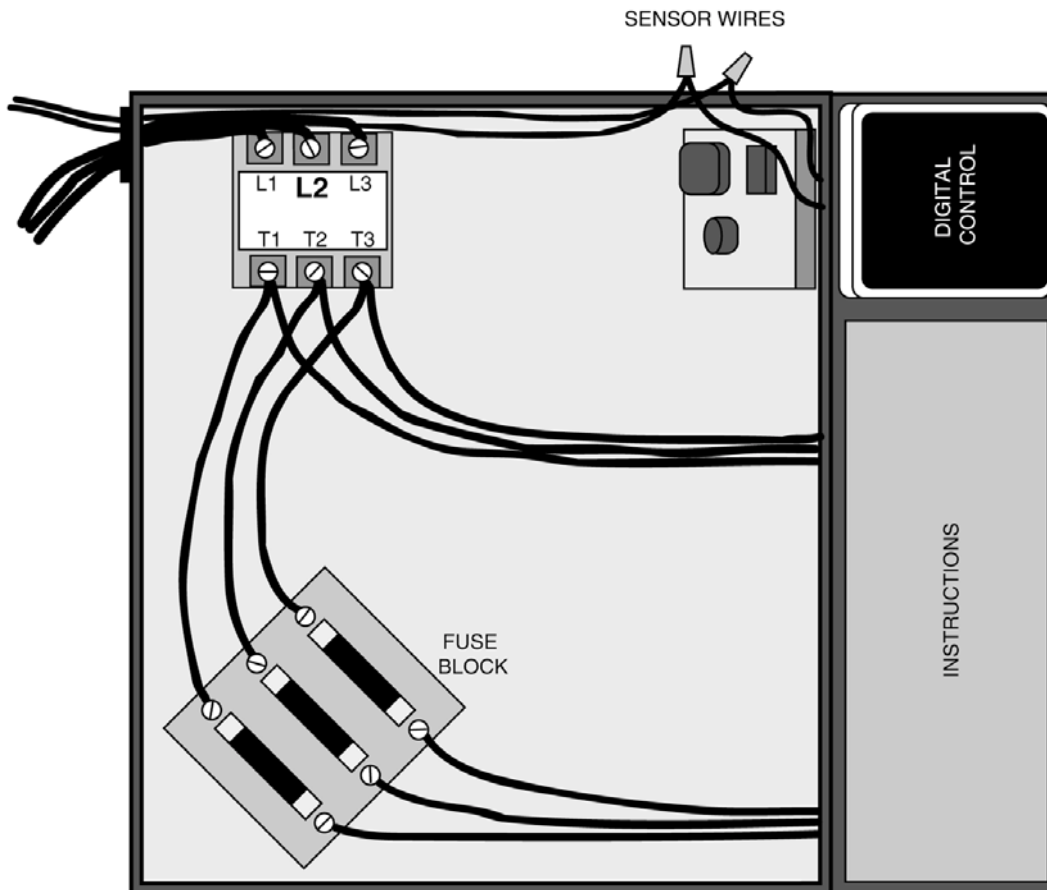 SENSOR WIRES
L1 L2 L3
T1 T2 T3
DIGITAL
CONTROL
FUSE
BLOCK
INSTRUCTIONS